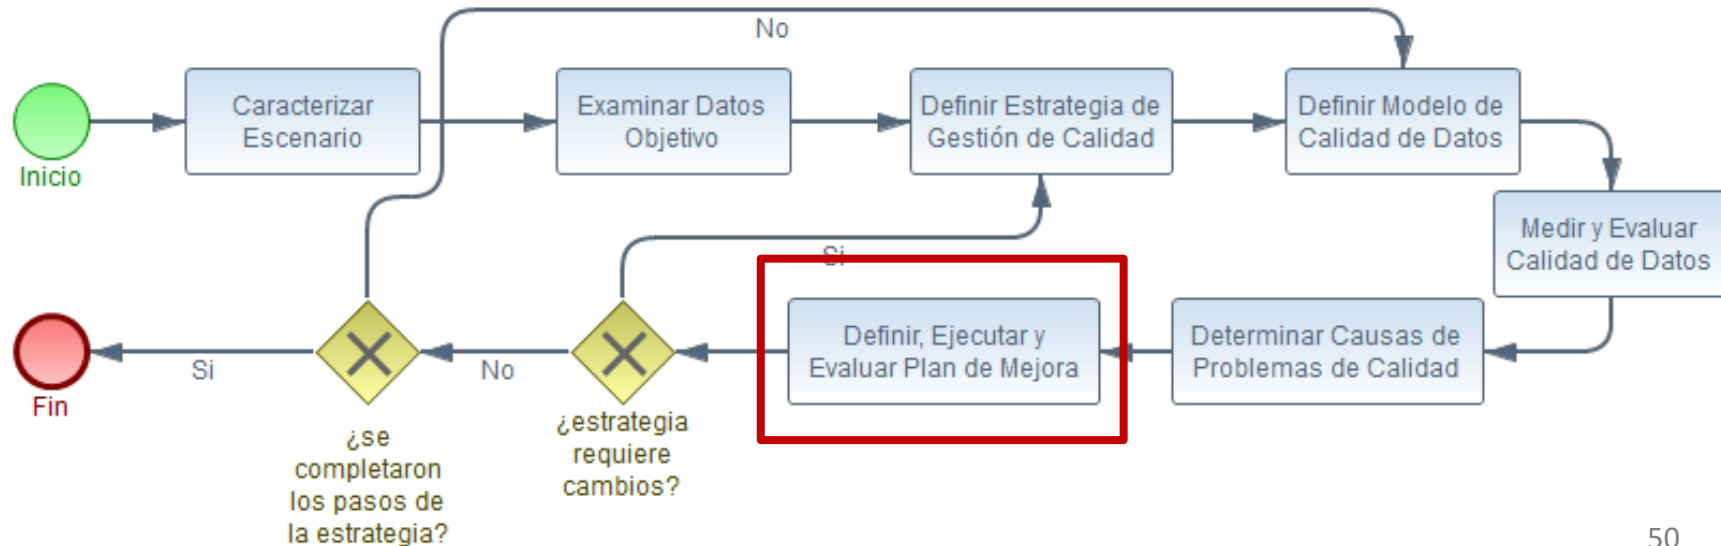 No
Inicio
Caracterizar
Escenario
Examinar Datos
Objetivo
Definir Estrategia de
Gestión de Calidad
Definir Modelo de
Calidad de Datos
Medir y Evaluar
Calidad de Datos
Si
Determinar Causas de
Problemas de Calidad
Definir, Ejecutar y
Evaluar Plan de Mejora
¿estrategia
requiere
cambios?
No
¿se
completaron
los pasos de
la estrategia?
Si
Fin
50